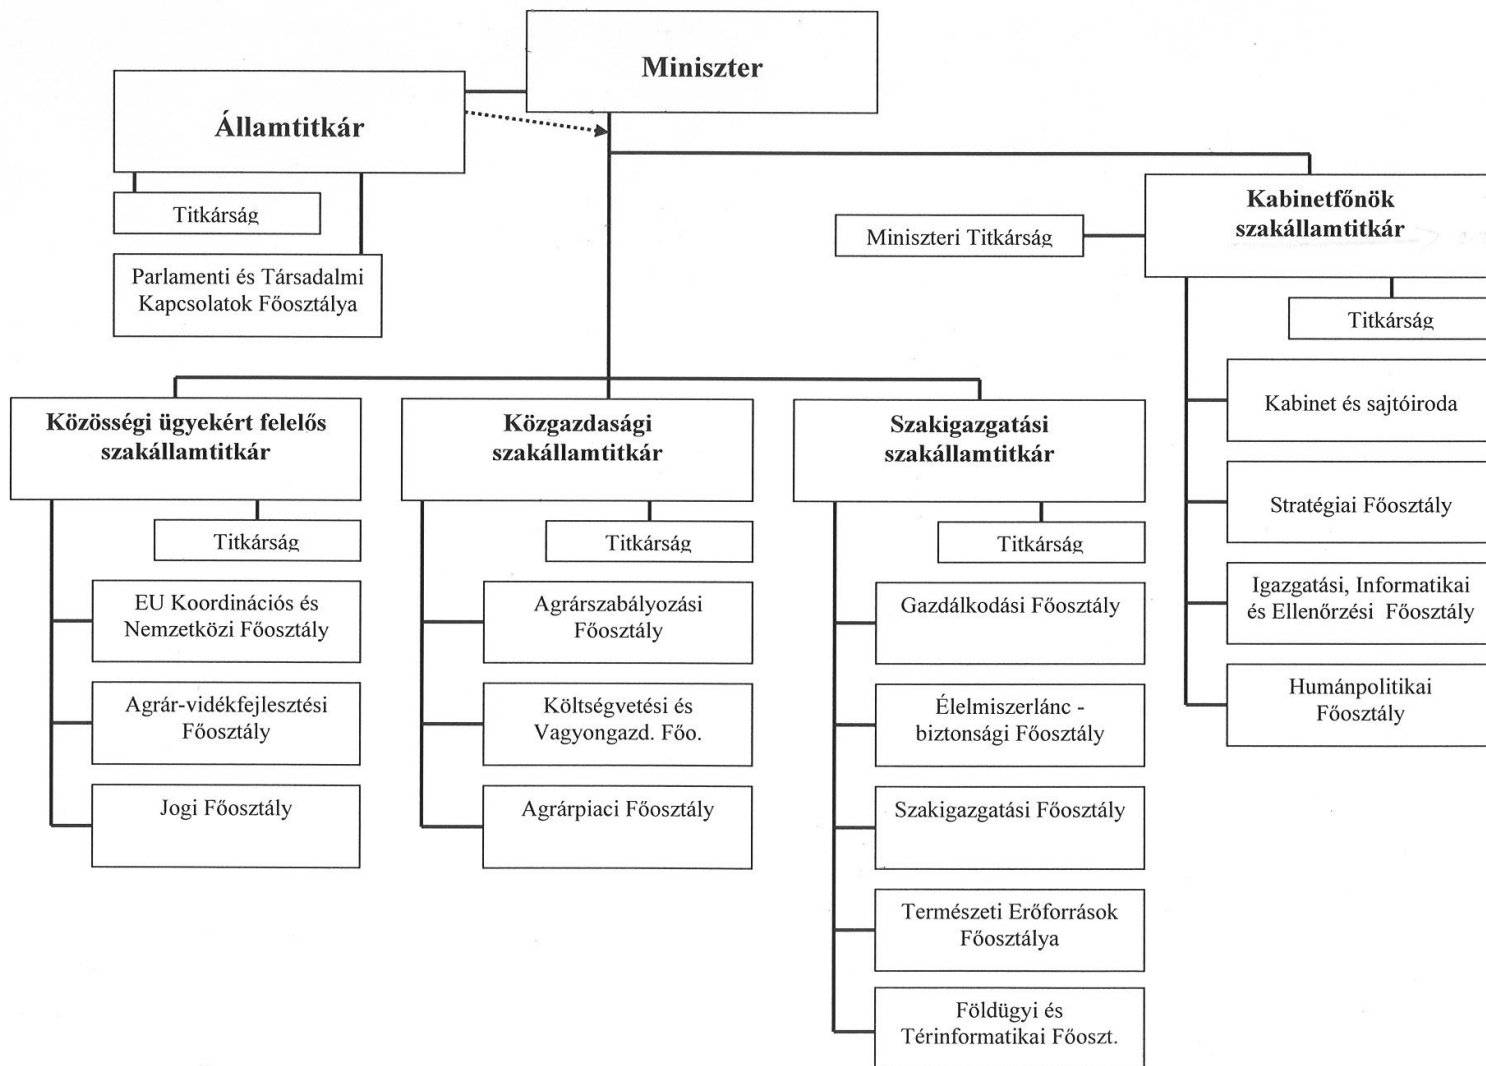 Miniszter
Államtitkár
Titkárság
Parlamenti és Társadalmi
Kapcsolatok Főosztálya
Kabinetfőnök
szakállamtitkár
Miniszteri Titkárság
Titkárság
Kabinet és sajtóiroda
Stratégiai Főosztály
Igazgatási, Informatikai
és Ellenőrzési Főosztály
Humánpolitikai
Főosztály
Közösségi ügyekért felelős
szakállamtitkár
Titkárság
EU Koordinációs és
Nemzetközi Főosztály
Agrár-vidékfejlesztési
Főosztály
Jogi Főosztály
Közgazdasági
szakállamtitkár
Titkárság
Agrárszabályozási
Főosztály
Költségvetési és
Vagyongazd. Főo.
Agrárpiaci Főosztály
Szakigazgatási
szakállamtitkár
Titkárság
Gazdálkodási Főosztály
Élelmiszerlánc -
biztonsági Főosztály
Szakigazgatási Főosztály
Természeti Erőforrások
Főosztálya
Földügyi és
Térinformatikai Főoszt.